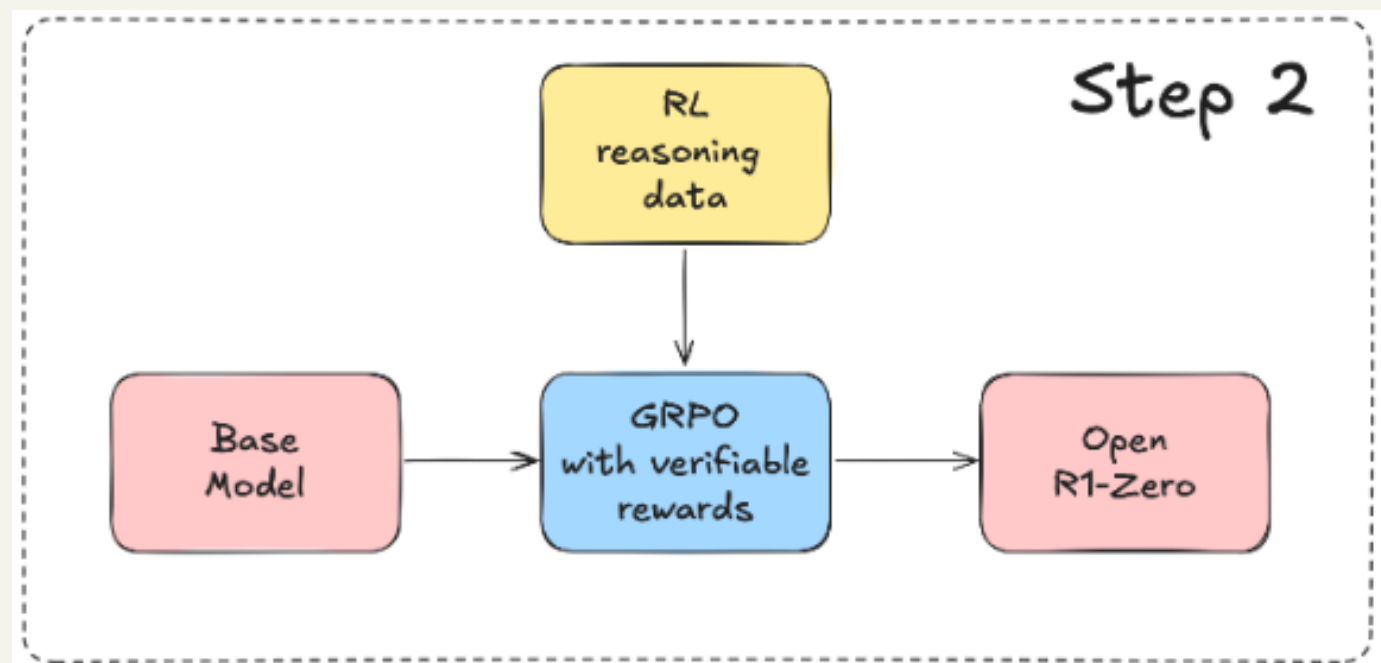 Step 2
RL
reasoning
data
Base
Model
GRPO
with verifiable
rewards
Open
R1-Zero